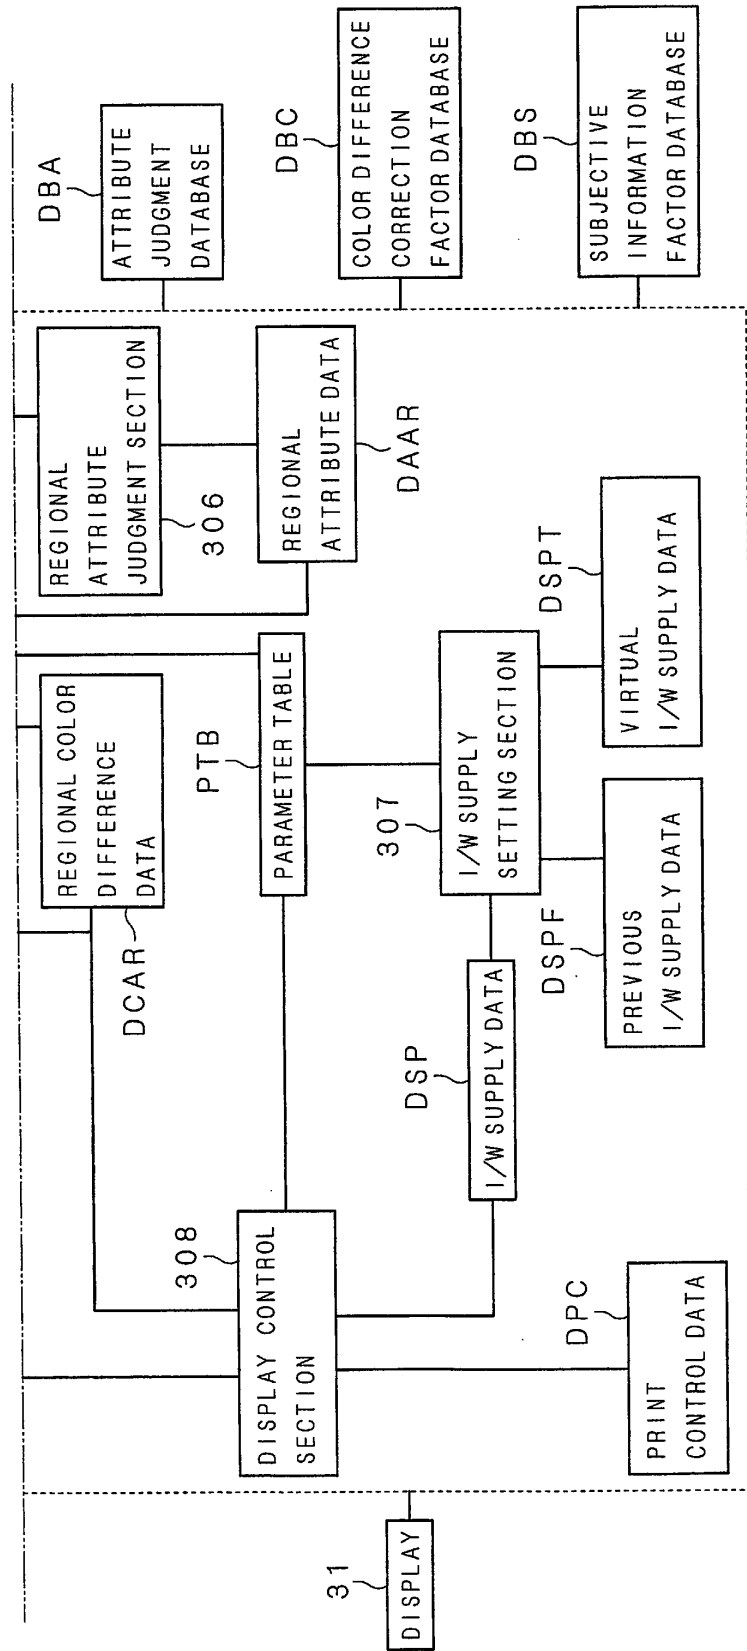 DBA
ATTRIBUTE
JUDGMENT
DATABASE
DBC
COLOR DIFFERENCE
CORRECTION
FACTOR DATABASE
DBS
SUBJECTIVE
INFORMATION
FACTOR DATABASE
REGIONAL
ATTRIBUTE
JUDGMENT SECTION
306
REGIONAL
ATTRIBUTE DATA
DAAR
REGIONAL COLOR
DIFFERENCE
DATA
DCAR
PTB
PARAMETER TABLE
307
I/W SUPPLY
SETTING SECTION
DSPT
VIRTUAL
I/W SUPPLY DATA
DSPF
PREVIOUS
I/W SUPPLY DATA
DSP
I/W SUPPLY DATA
308
DISPLAY CONTROL
SECTION
DPC
PRINT
CONTROL DATA
31
DISPLAY